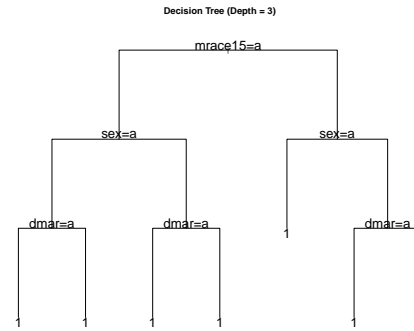 Decision Tree (Depth = 3)
mrace15=a
sex=a
sex=a
dmar=a
dmar=a
1
dmar=a
1
1
1
1
1